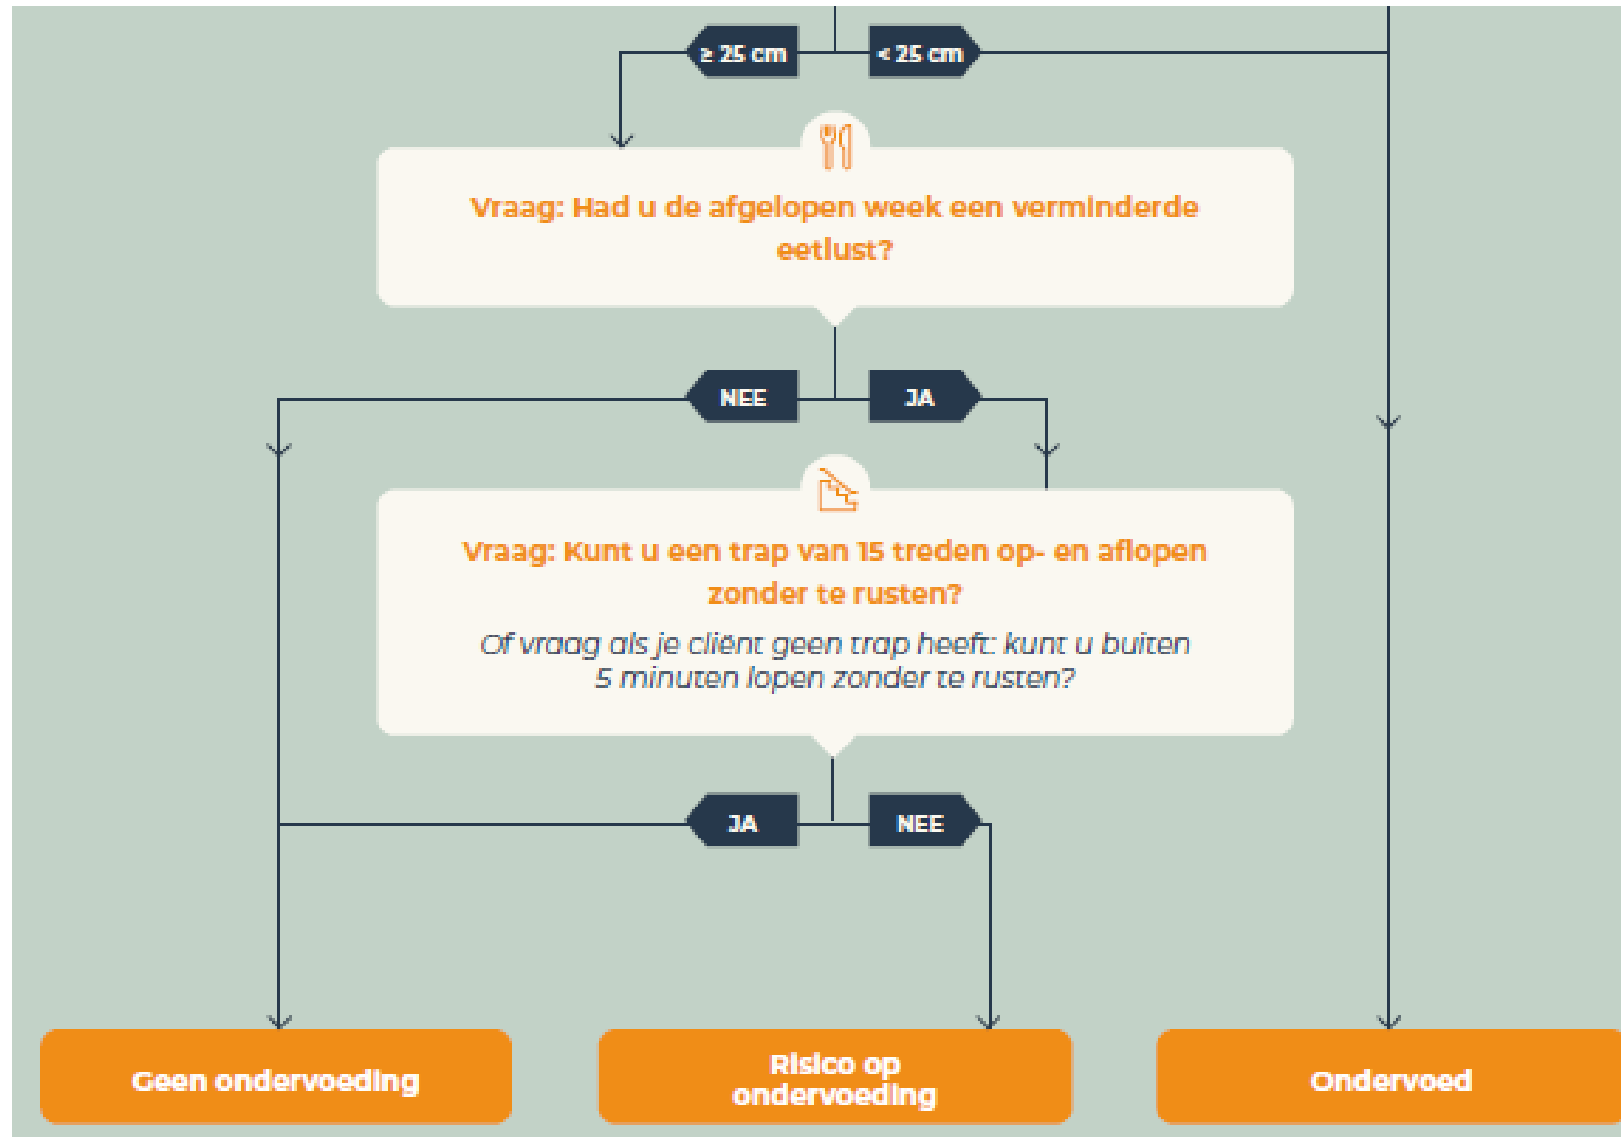 ≥ 25 cm
< 25 cm
Vraag: Had u de afgelopen week een verminderde
eetlust?
NEE
JA
Vraag: Kunt u een trap van 15 treden op- en aflopen
zonder te rusten?
Of vraag als je cliënt geen trap heeft: kunt u buiten
5 minuten lopen zonder te rusten?
JA
NEE
Geen ondervoeding
Risico op
ondervoeding
Ondervoed